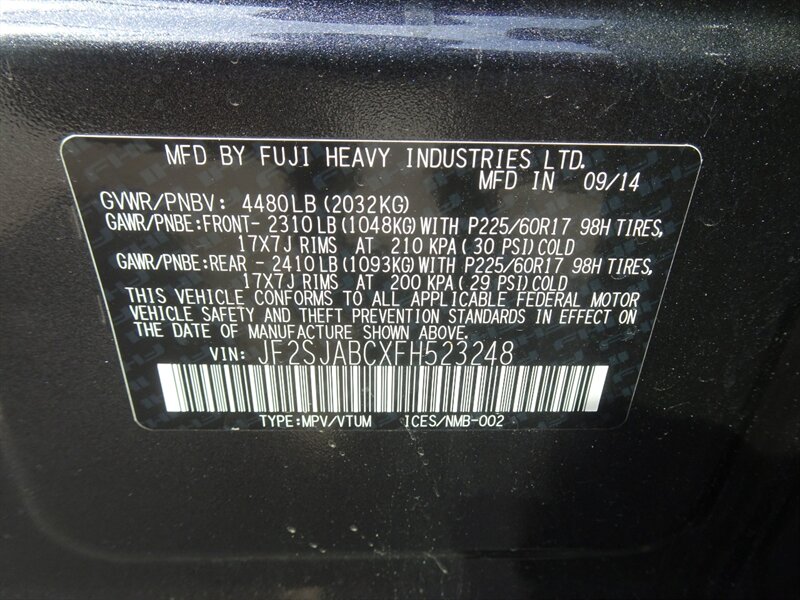 MFD BY FUJI HEAVY INDUSTRIES LTD.
MFD IN 09/14
GVWR/PNBV: 4480LB(2032KG)
GAWR/PNBE:FRONT- 2310LB(1048KG)WITH P225/60R17 98H TIRES,
17X7J RIMS AT 210 KPA( 30 PSI)COLD
GAWR/PNBE:REAR - 2410LB(1093KG)WITH P225/60R17 98H TIRES,
17X7J RIMS AT 200 KPA( 29 PSI)COLD
THIS VEHICLE CONFORMS TO ALL APPLICABLE FEDERAL MOTOR
VEHICLE SAFETY AND THEFT PREVENTION STANDARDS IN EFFECT ON
THE DATE OF MANUFACTURE SHOWN ABOVE.
VIN: JF2SJABCXFH523248
TYPE:MPV/VTUM ICES/NMB-002